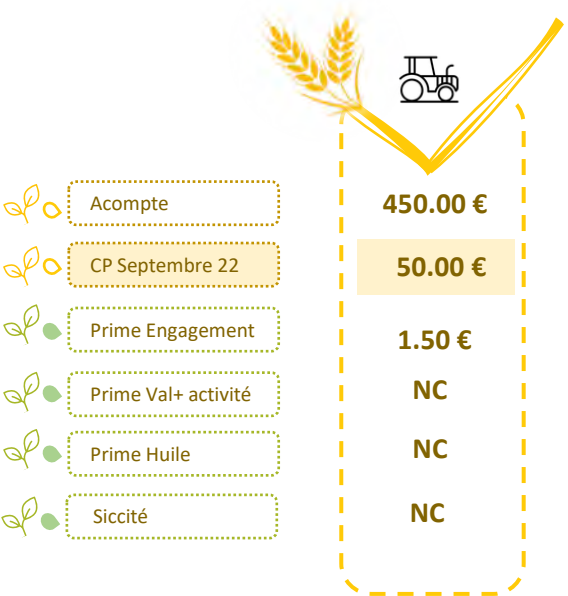 Acompte 450.00 €
CP Septembre 22 50.00 €
Prime Engagement 1.50 €
Prime Val+ activité NC
Prime Huile NC
Siccité NC